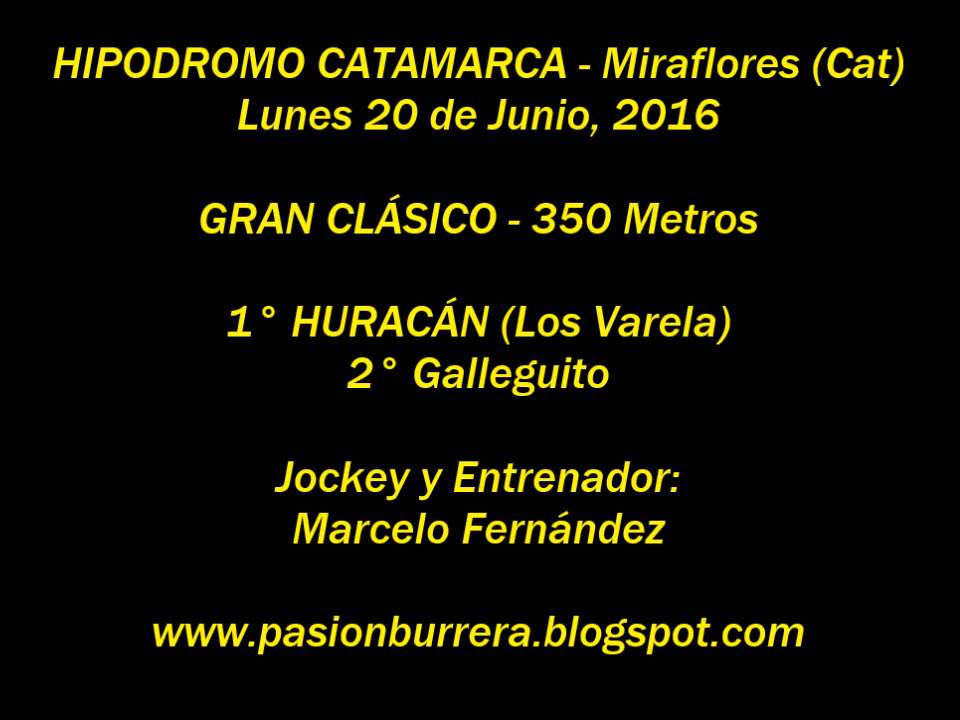 HIPODROMO CATAMARCA - Miraflores (Cat)
Lunes 20 de Junio, 2016
GRAN CLÁSICO - 350 Metros
1° HURACÁN (Los Varela)
2° Galleguito
Jockey y Entrenador:
Marcelo Fernández
www.pasionburrera.blogspot.com